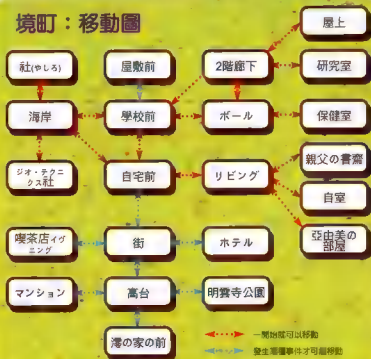 境町：移動圖
屋上
社(やしろ)
屋敷前
2階廊下
研究室
海岸
學校前
ボール
保健室
ジオ・テクニ
クス社
自宅前
リビング
親父の書齋
自室
亞由美の
部屋
喫茶店イヴ
ニング
街
ホテル
マンション
高台
明雲寺公園
澪の家の前
一開始就可以移動
發生落雷事件才可能移動